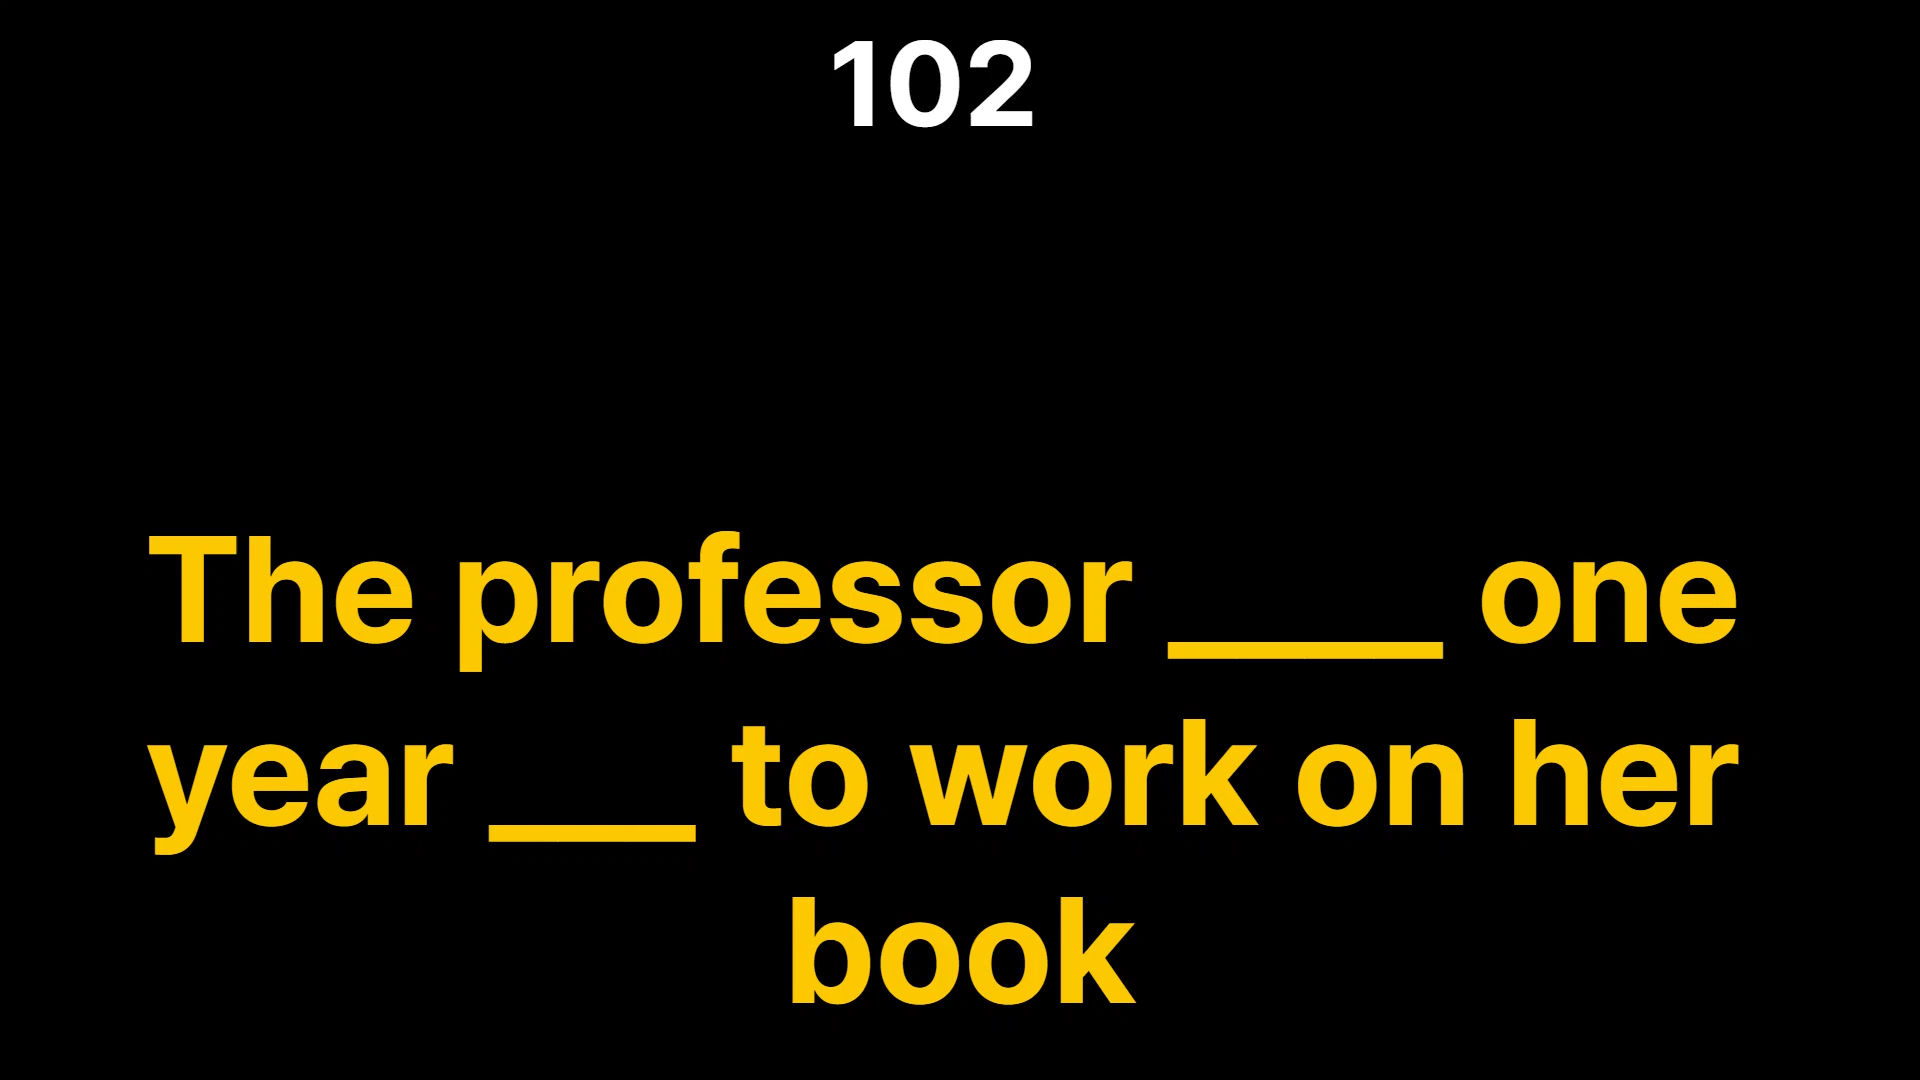 102
The professor ____ one
year ___ to work on her
book